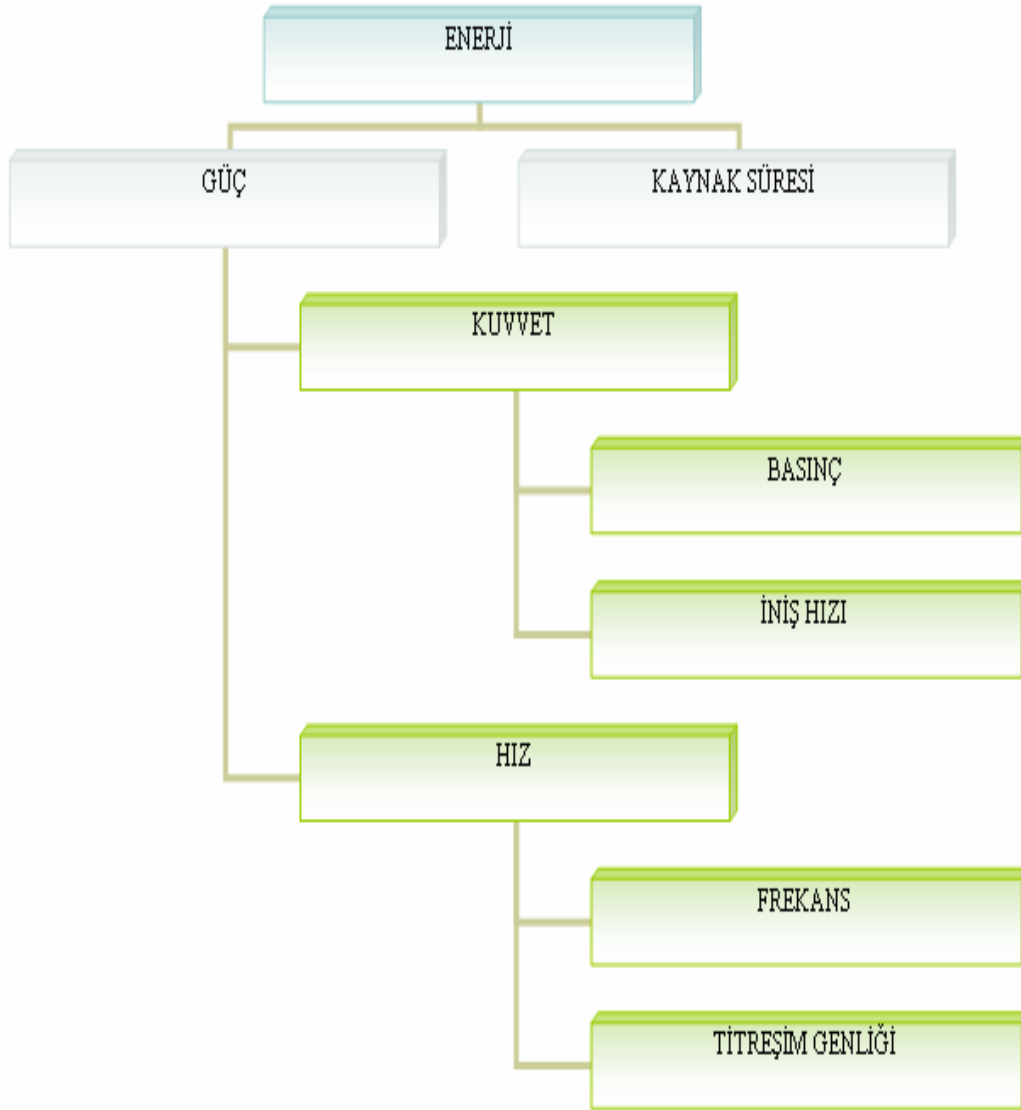 ENERJİ
GÜÇ
KAYNAK SÜRESİ
KUVVET
BASINÇ
İNİŞ HIZI
HIZ
FREKANS
TİTREŞİM GENLİĞİ